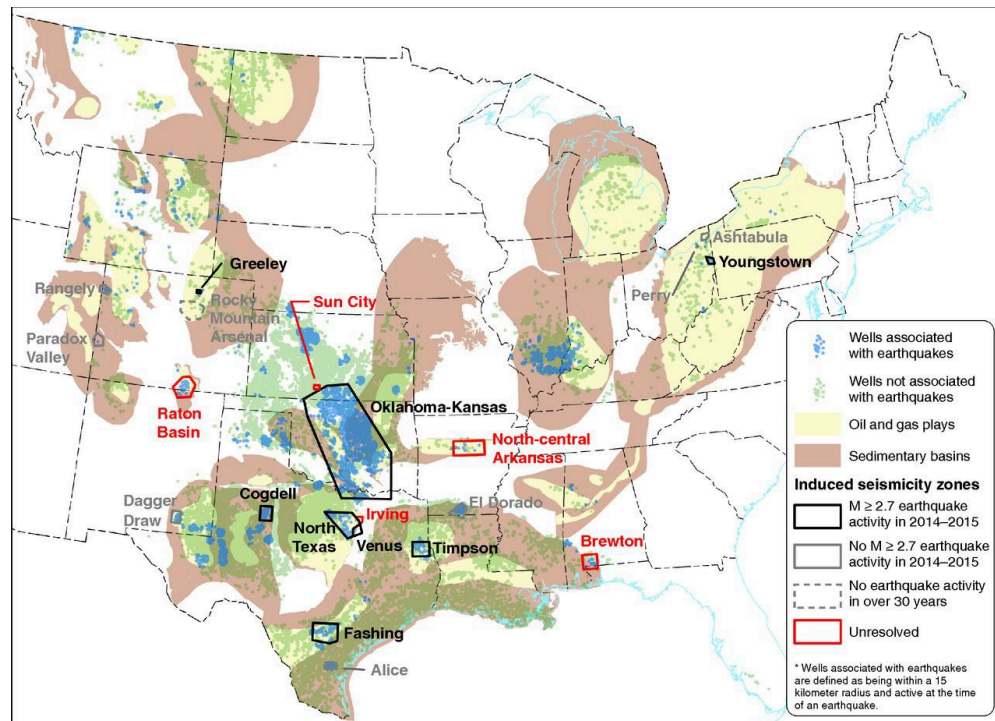 Ashtabula
Youngstown
Perry
Greeley
Rangely
Sun City
Rocky
Mountain
Arsenal
Paradox
Valley
Raton
Basin
Oklahoma-Kansas
North-central
Arkansas
Dagger
Draw
Cogdell
El Dorado
Irving
North
Texas
Venus
Timpson
Brewton
Fashing
Alice
Wells associated
with earthquakes
Wells not associated
with earthquakes
Oil and gas plays
Sedimentary basins
Induced seismicity zones
M ≥ 2.7 earthquake
activity in 2014–2015
No M ≥ 2.7 earthquake
activity in 2014–2015
No earthquake activity
in over 30 years
Unresolved
* Wells associated with earthquakes
are defined as being within a 15
kilometer radius and active at the time
of an earthquake.